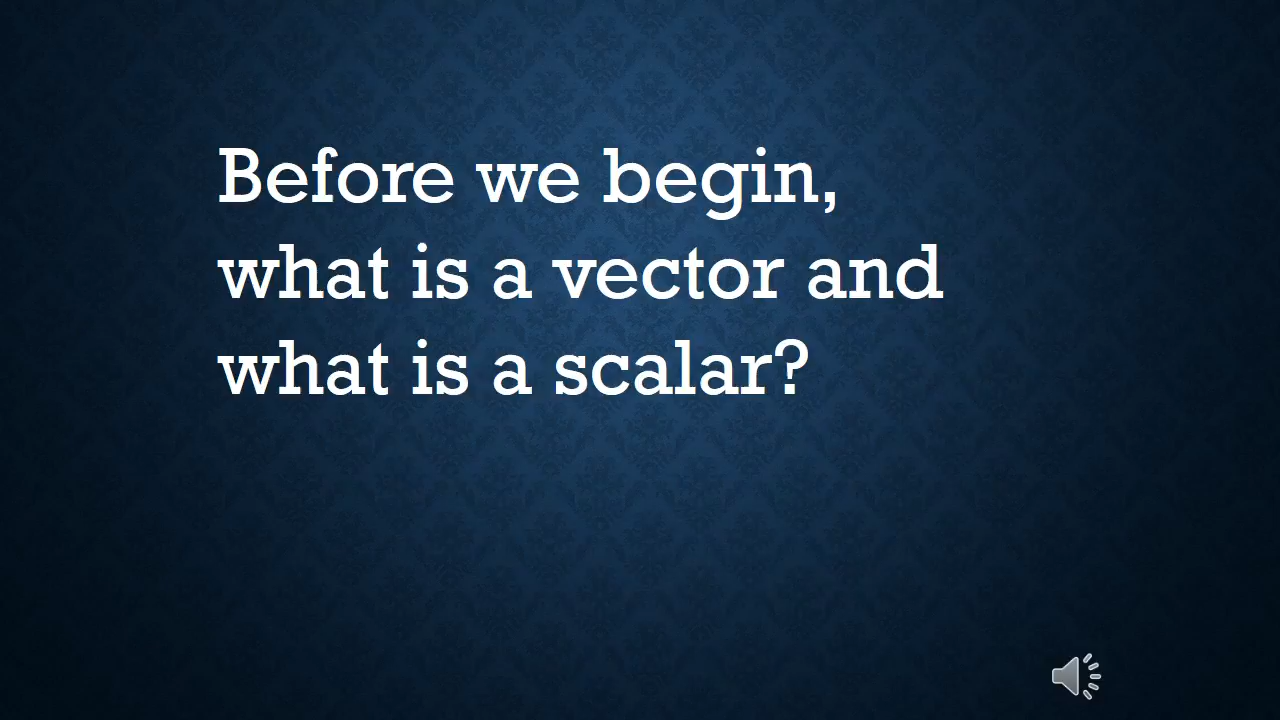 Before we begin,
what is a vector and
what is a scalar?